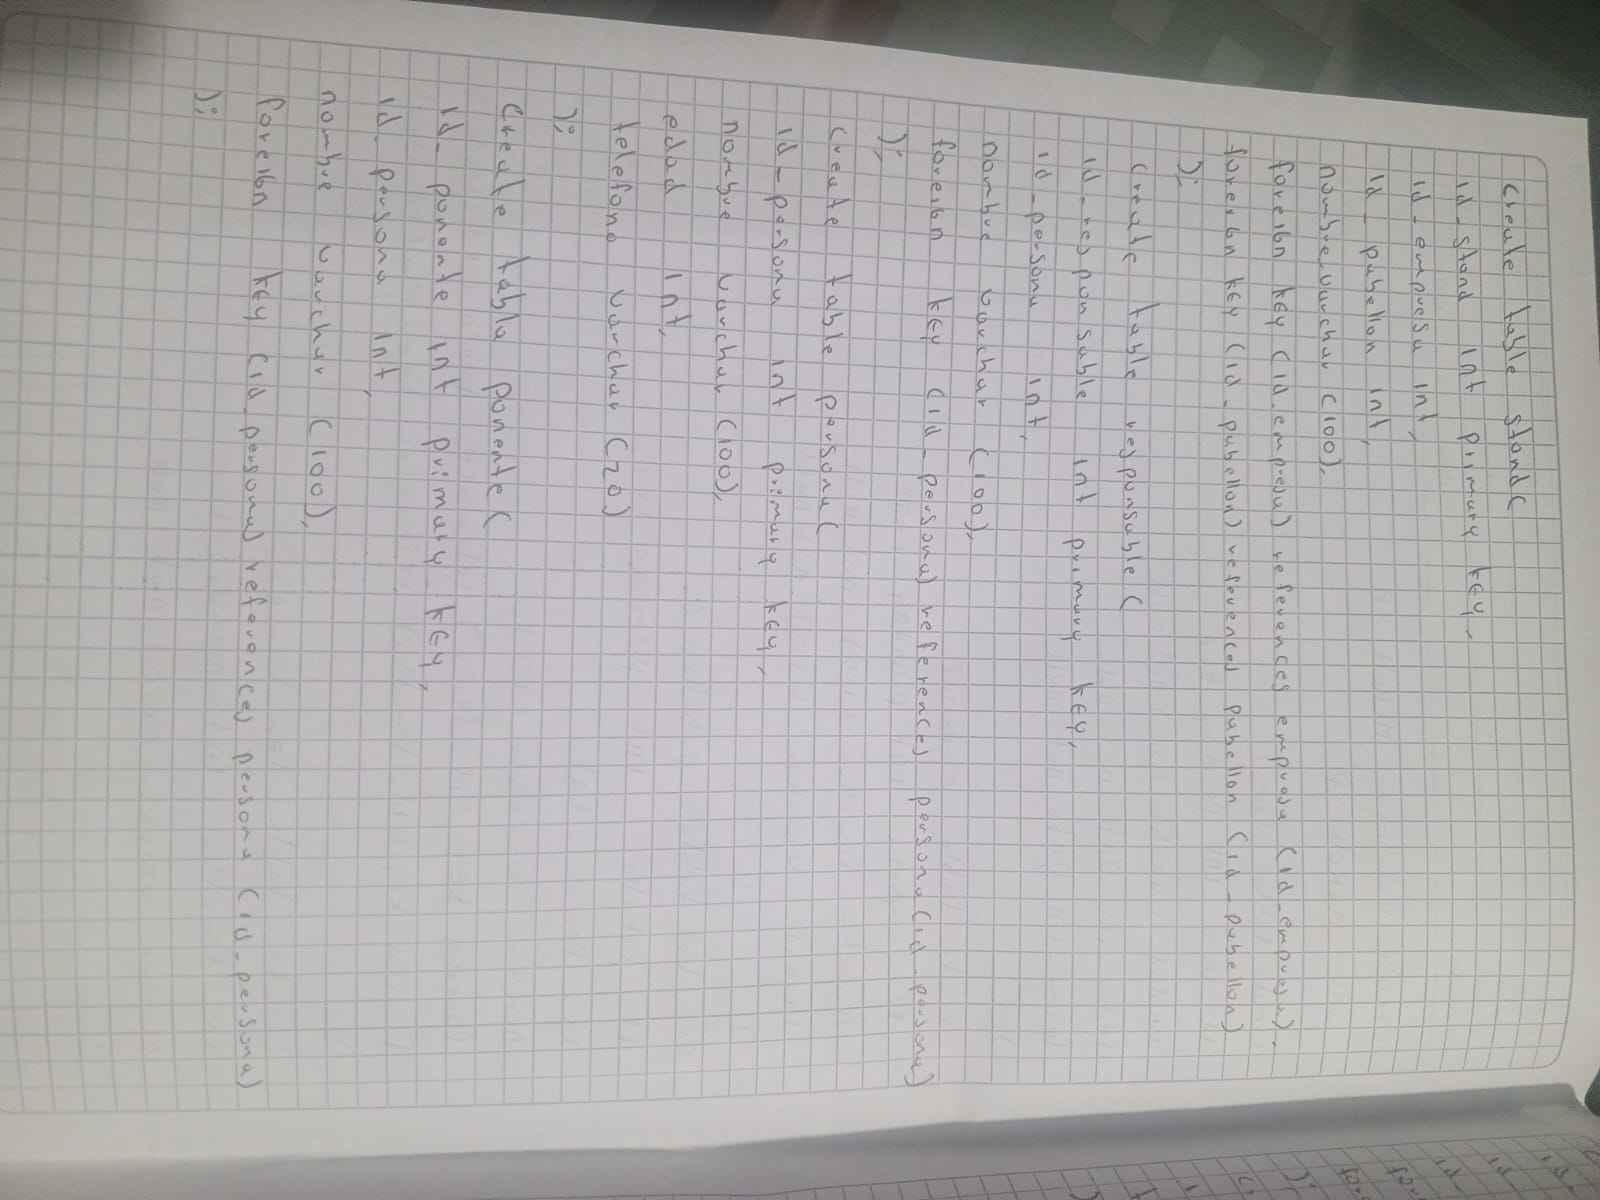 create table stand(
id_stand int primary key,
id_empresa int,
id_pabellon int,
nombre varchar (100),
foreign key (id_empresa) references empresa (id_empresa),
foreign key (id_pabellon) references pabellon (id_pabellon)
);
create table responsable (
id_responsable int primary key,
id_persona int,
nombre varchar (100),
foreign key (id_persona) references persona (id_persona)
);
create table persona(
id_persona int primary key,
nombre varchar (100),
edad int,
telefono varchar (20)
);
create tabla ponente (
id_ponente int primary key,
id_persona int,
nombre varchar (100),
foreign key (id_persona) references persona (id_persona)
);